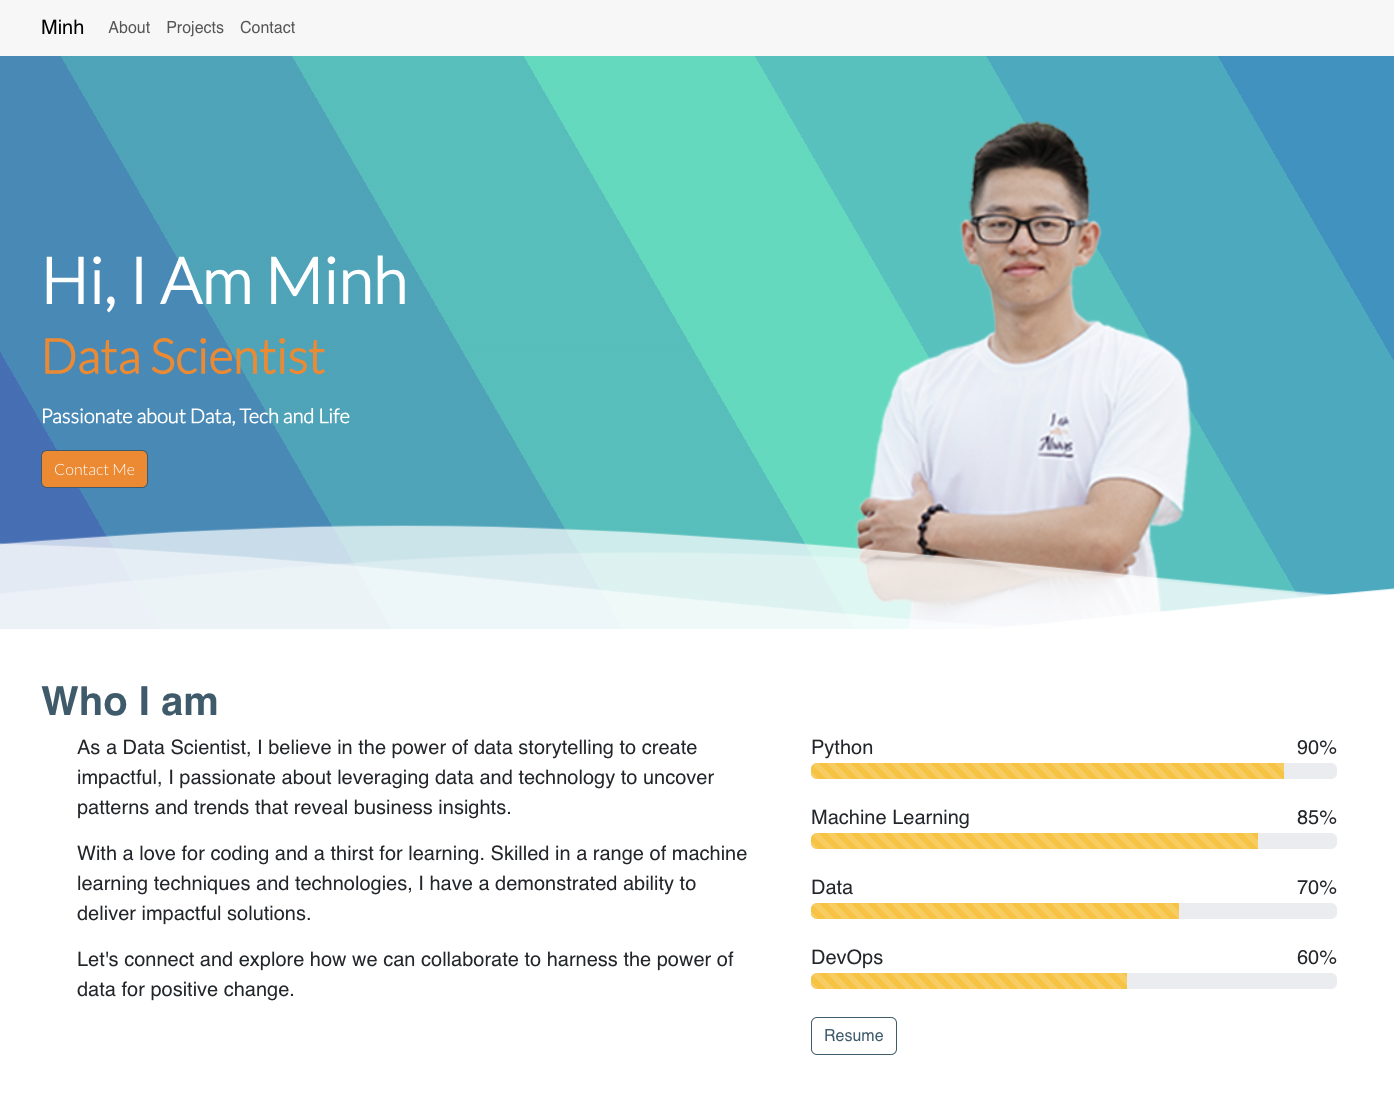 Minh About Projects Contact
Hi, I Am Minh
Data Scientist
Passionate about Data, Tech and Life
Contact Me
I am
Always
Who I am
As a Data Scientist, I believe in the power of data storytelling to create
impactful, I passionate about leveraging data and technology to uncover
patterns and trends that reveal business insights.
With a love for coding and a thirst for learning. Skilled in a range of machine
learning techniques and technologies, I have a demonstrated ability to
deliver impactful solutions.
Let's connect and explore how we can collaborate to harness the power of
data for positive change.
Python 90%
Machine Learning 85%
Data 70%
DevOps 60%
Resume